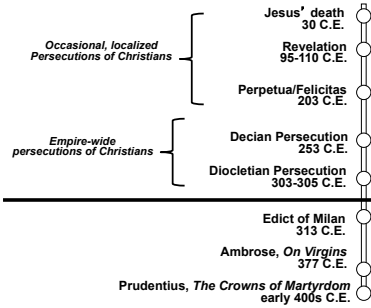 Jesus' death
30 C.E.
Occasional, localized
Persecutions of Christians
Revelation
95-110 C.E.
Perpetua/Felicitas
203 C.E.
Empire-wide
persecutions of Christians
Decian Persecution
253 C.E.
Diocletian Persecution
303-305 C.E.
Edict of Milan
313 C.E.
Ambrose, On Virgins
377 C.E.
Prudentius, The Crowns of Martyrdom
early 400s C.E.